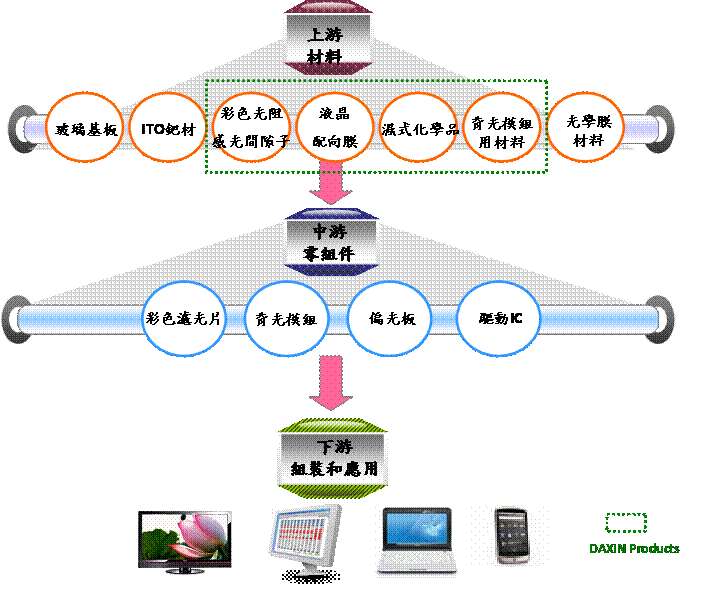 上游
材料
玻璃基板
ITO靶材
彩色光阻
感光間隙子
液晶
配向膜
濕式化學品
背光模組
用材料
光學膜
材料
中游
零組件
彩色濾光片
背光模組
偏光板
驅動IC
下游
組裝和應用
DAXIN Products